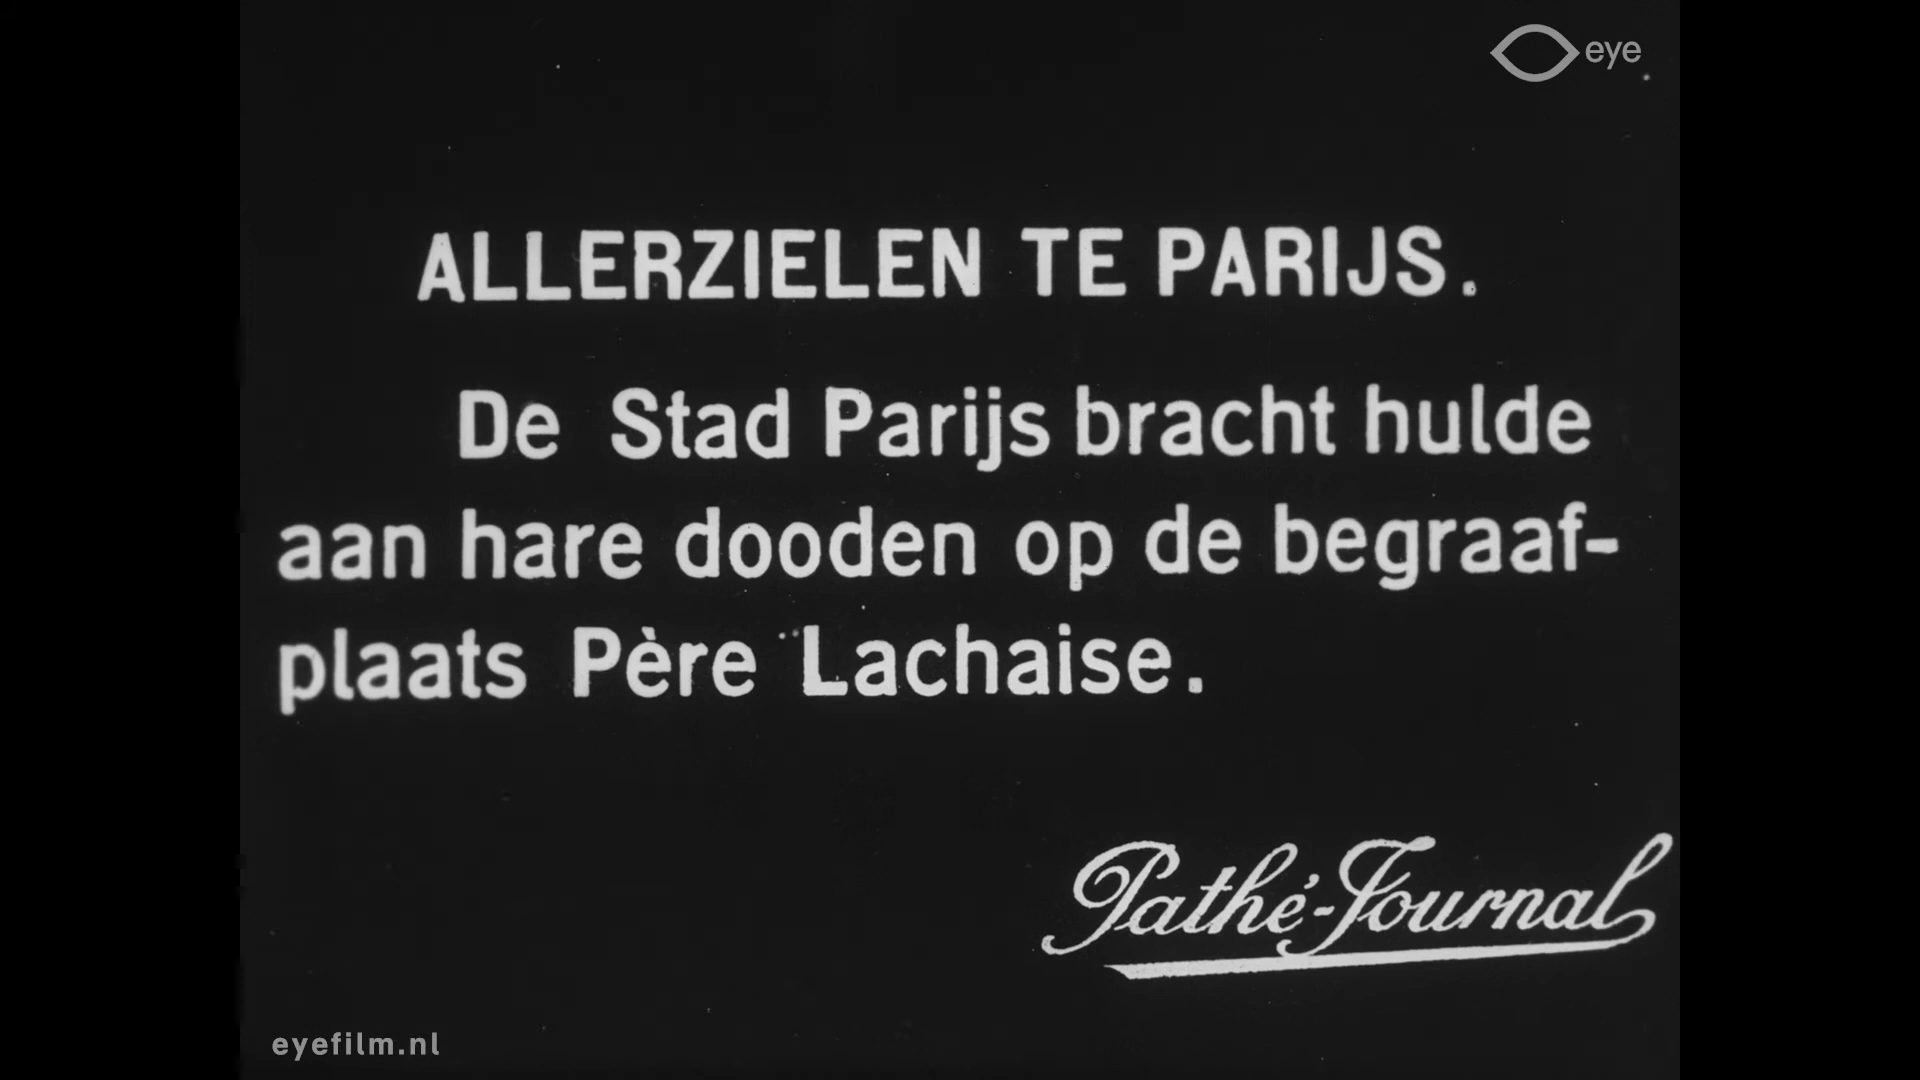 eye
ALLERZIELEN TE PARIJS.
De Stad Parijs bracht hulde
aan hare dooden op de begraaf-
plaats Père Lachaise.
Pathé-Journal
eyefilm.nl